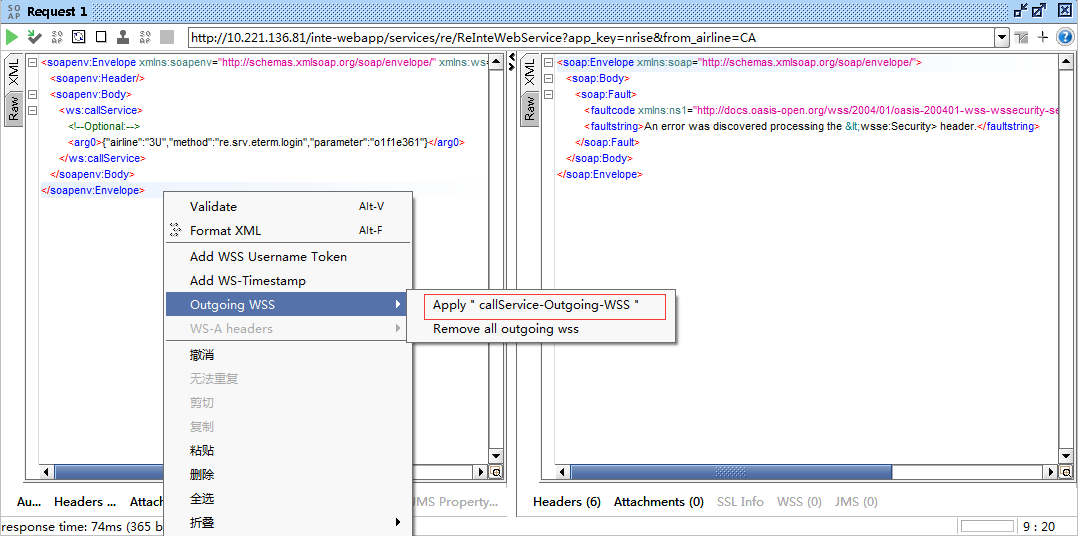 SO
AP
Request 1
http://10.221.136.81/inte-webapp/services/re/ReInteWebService?app_key=nrise&from_airline=CA
XML
Raw
<soapenv:Envelope xmlns:soapenv="http://schemas.xmlsoap.org/soap/envelope/" xmlns:ws=
<soapenv:Header/>
<soapenv:Body>
<ws:callService>
<!--Optional:-->
<arg0>{"airline":"3U","method":"re.srv.eterm.login","parameter":"o1f1e361"}</arg0>
</ws:callService>
</soapenv:Body>
</soapenv:Envelope>
XML
Raw
<soap:Envelope xmlns:soap="http://schemas.xmlsoap.org/soap/envelope/">
<soap:Body>
<soap:Fault>
<faultcode xmlns:ns1="http://docs.oasis-open.org/wss/2004/01/oasis-200401-wss-wssecurity-se
<faultstring>An error was discovered processing the &lt;wsse:Security> header.</faultstring>
</soap:Fault>
</soap:Body>
</soap:Envelope>
Validate Alt-V
Format XML Alt-F
Add WSS Username Token
Add WS-Timestamp
Outgoing WSS
WS-A headers
撤消
无法重复
剪切
复制
粘贴
删除
全选
折叠
Apply " callService-Outgoing-WSS "
Remove all outgoing wss
Au... Headers ... Attach JMS Property...
Headers (6) Attachments (0) SSL Info WSS (0) JMS (0)
response time: 74ms (365 b
9 : 20